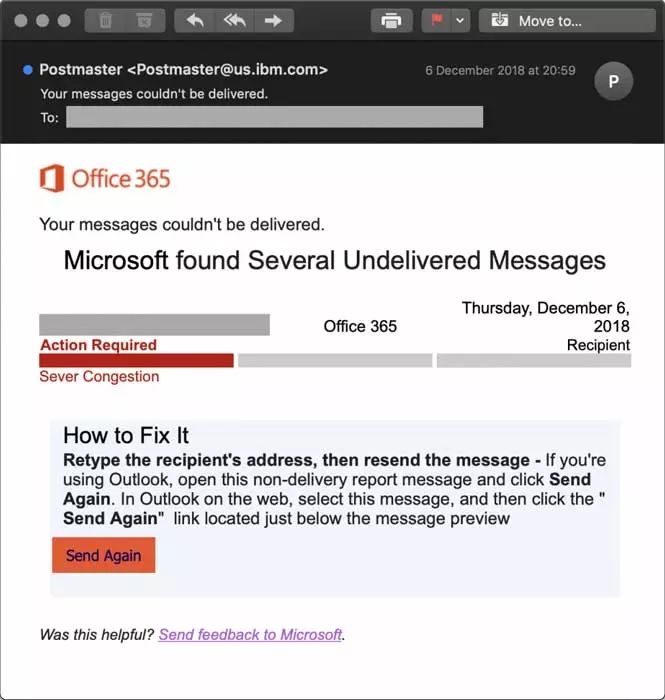 Move to...
Postmaster <Postmaster@us.ibm.com>
6 December 2018 at 20:59
P
Your messages couldn't be delivered.
To:
Office 365
Your messages couldn't be delivered.
Microsoft found Several Undelivered Messages
Office 365
Thursday, December 6,
2018
Action Required
Recipient
Sever Congestion
How to Fix It
Retype the recipient's address, then resend the message - If you're
using Outlook, open this non-delivery report message and click Send
Again. In Outlook on the web, select this message, and then click the "
Send Again"  link located just below the message preview
Send Again
Was this helpful? Send feedback to Microsoft.